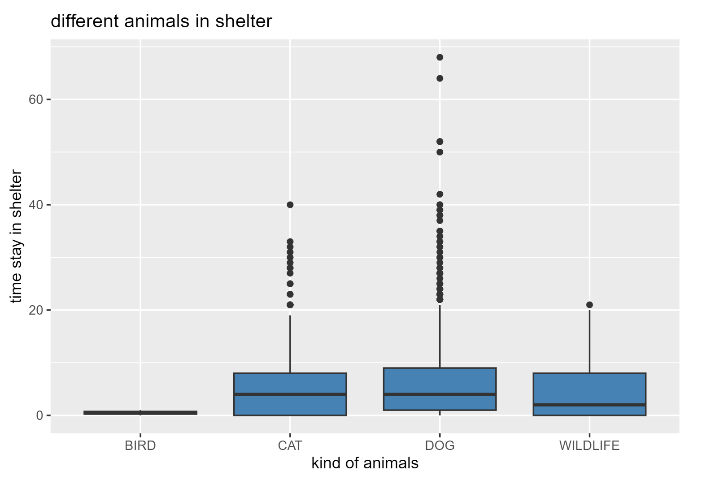 different animals in shelter
time stay in shelter
60
40
20
0
BIRD CAT DOG WILDLIFE
kind of animals